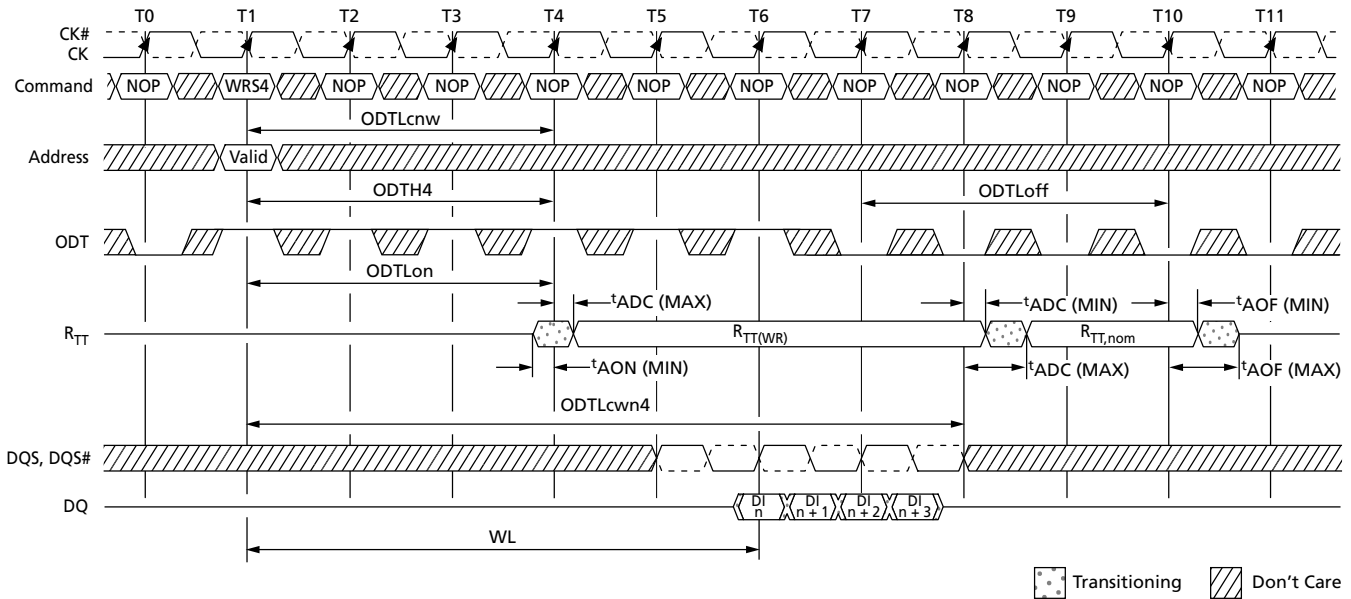 T0 T1 T2 T3 T4 T5 T6 T7 T8 T9 T10 T11
CK#
CK
Command NOP WRS4 NOP NOP NOP NOP NOP NOP NOP NOP NOP NOP
ODTLcnw
Address Valid
ODTH4 ODTLoff
ODT
ODTLon
tADC (MAX) tADC (MIN) tAOF (MIN)
RTT RTT(WR) RTT,nom
tAON (MIN) tADC (MAX) tAOF (MAX)
ODTLcwn4
DQS, DQS#
DQ DI n DI n + 1 DI n + 2 DI n + 3
WL
Transitioning Don't Care